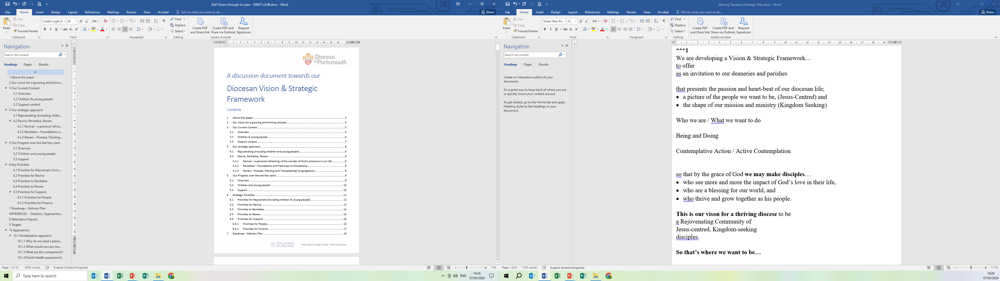 DoP Vision-through-to-plan - DRAFT v3.00.docx - Word
File Home Insert Design Layout References Mailings Review View Acrobat Tell me what you want to do... Share
Paste
Cut
Copy
Format Painter
Clipboard
Calibri Light (H 28
Font
Paragraph
Find
Replace
Select
Editing
Create PDF and Share link
Create PDF and Share via Outlook
Request Signatures
Adobe Acrobat
Navigation
Search document
Headings Pages Results
1 About this paper
2 Our vision for a growing and thrivin...
3 Our Current Context
3.1 Overview
3.2 Children & young people
3.3 Support context
4 Our strategic approach
4.1 Rejuvenating (including childr...
4.2 Revive, Revitalise, Renew
4.2.1 Revival – a personal refres...
4.2.2 Revitalise – Foundations a...
4.2.3 Renew – Pioneer, Planting...
5 Our Progress over the last few years
5.1 Overview
5.2 Children and young people
5.3 Support
6 Key Priorities
6.1 Priorities for Rejuvenate (inclu...
6.2 Priorities for Revive
6.3 Priorities to Revitalise
6.4 Priorities to Renew
6.5 Priorities for Support
6.5.1 Priorities for People
6.5.2 Priorities for Finance
7 Roadmap – Delivery Plan
APPENDICES - Statistics, Approaches...
8 Attendance figures
9 Targets
10 Approaches
10.1 Revitalisation approach
10.1.1 Why do we need a plann...
10.1.2 What would success loo...
10.1.3 What are the components?
10.1.4 Parish Health assessments
Diocese
of Portsmouth
A discussion document towards our
Diocesan Vision & Strategic
Framework
Contents
1 About this paper 3
2 Our vision for a growing and thriving diocese 4
3 Our Current Context 5
3.1 Overview 5
3.2 Children & young people 6
3.3 Support context 7
4 Our strategic approach 8
4.1 Rejuvenating (including children and young people) 8
4.2 Revive, Revitalise, Renew 8
4.2.1 Revival – a personal refreshing of the wonder of God's presence in our life 8
4.2.2 Revitalise – Foundations and Pathways to Discipleship 8
4.2.3 Renew – Pioneer, Planting and Transplanting Congregations 9
5 Our Progress over the last few years 9
5.1 Overview 9
5.2 Children and young people 10
5.3 Support 10
6 Strategic Priorities 11
6.1 Priorities for Rejuvenate (including children & young people) 13
6.2 Priorities for Revive 13
6.3 Priorities to Revitalise 14
6.4 Priorities to Renew 15
6.5 Priorities for Support 16
6.5.1 Priorities for People 16
6.5.2 Priorities for Finance 17
7 Roadmap – Delivery Plan 18
THE CHURCH
OF ENGLAND
dop vision-through-to-plan - draft v2.22.docx
Page 1 of 33 9592 words English (United Kingdom) 71%
Type here to search
ENG
14:24
07/03/2024
Moving Towards a Strategic Plan.docx - Word
File Home Insert Design Layout References Mailings Review View Acrobat Tell me what you want to do... Share
Paste
Cut
Copy
Format Painter
Clipboard
Times New Ro 16
Font
Paragraph
Find
Replace
Select
Editing
Create PDF and Share link
Create PDF and Share via Outlook
Request Signatures
Adobe Acrobat
Navigation
Search document
Headings Pages Results
Create an interactive outline of your
document.
It's a great way to keep track of where you are
or quickly move your content around.
To get started, go to the Home tab and apply
Heading styles to the headings in your
document.
***1
We are developing a Vision & Strategic Framework…
to offer
as an invitation to our deaneries and parishes
that presents the passion and heart-beat of our diocesan life;
• a picture of the people we want to be, (Jesus-Centred) and
• the shape of our mission and ministry (Kingdom Seeking)
Who we are / What we want to do
Being and Doing
Contemplative Action / Active Contemplation
so that by the grace of God we may make disciples…
• who see more and more the impact of God's love in their life,
• who are a blessing for our world, and
• who thrive and grow together as his people.
This is our vison for a thriving diocese to be
a Rejuvenating Community of
Jesus-centred, Kingdom-seeking
disciples.
So that's where we want to be…
Page 1 of 8 1167 words English (United Kingdom) 111%
14:24
07/03/2024